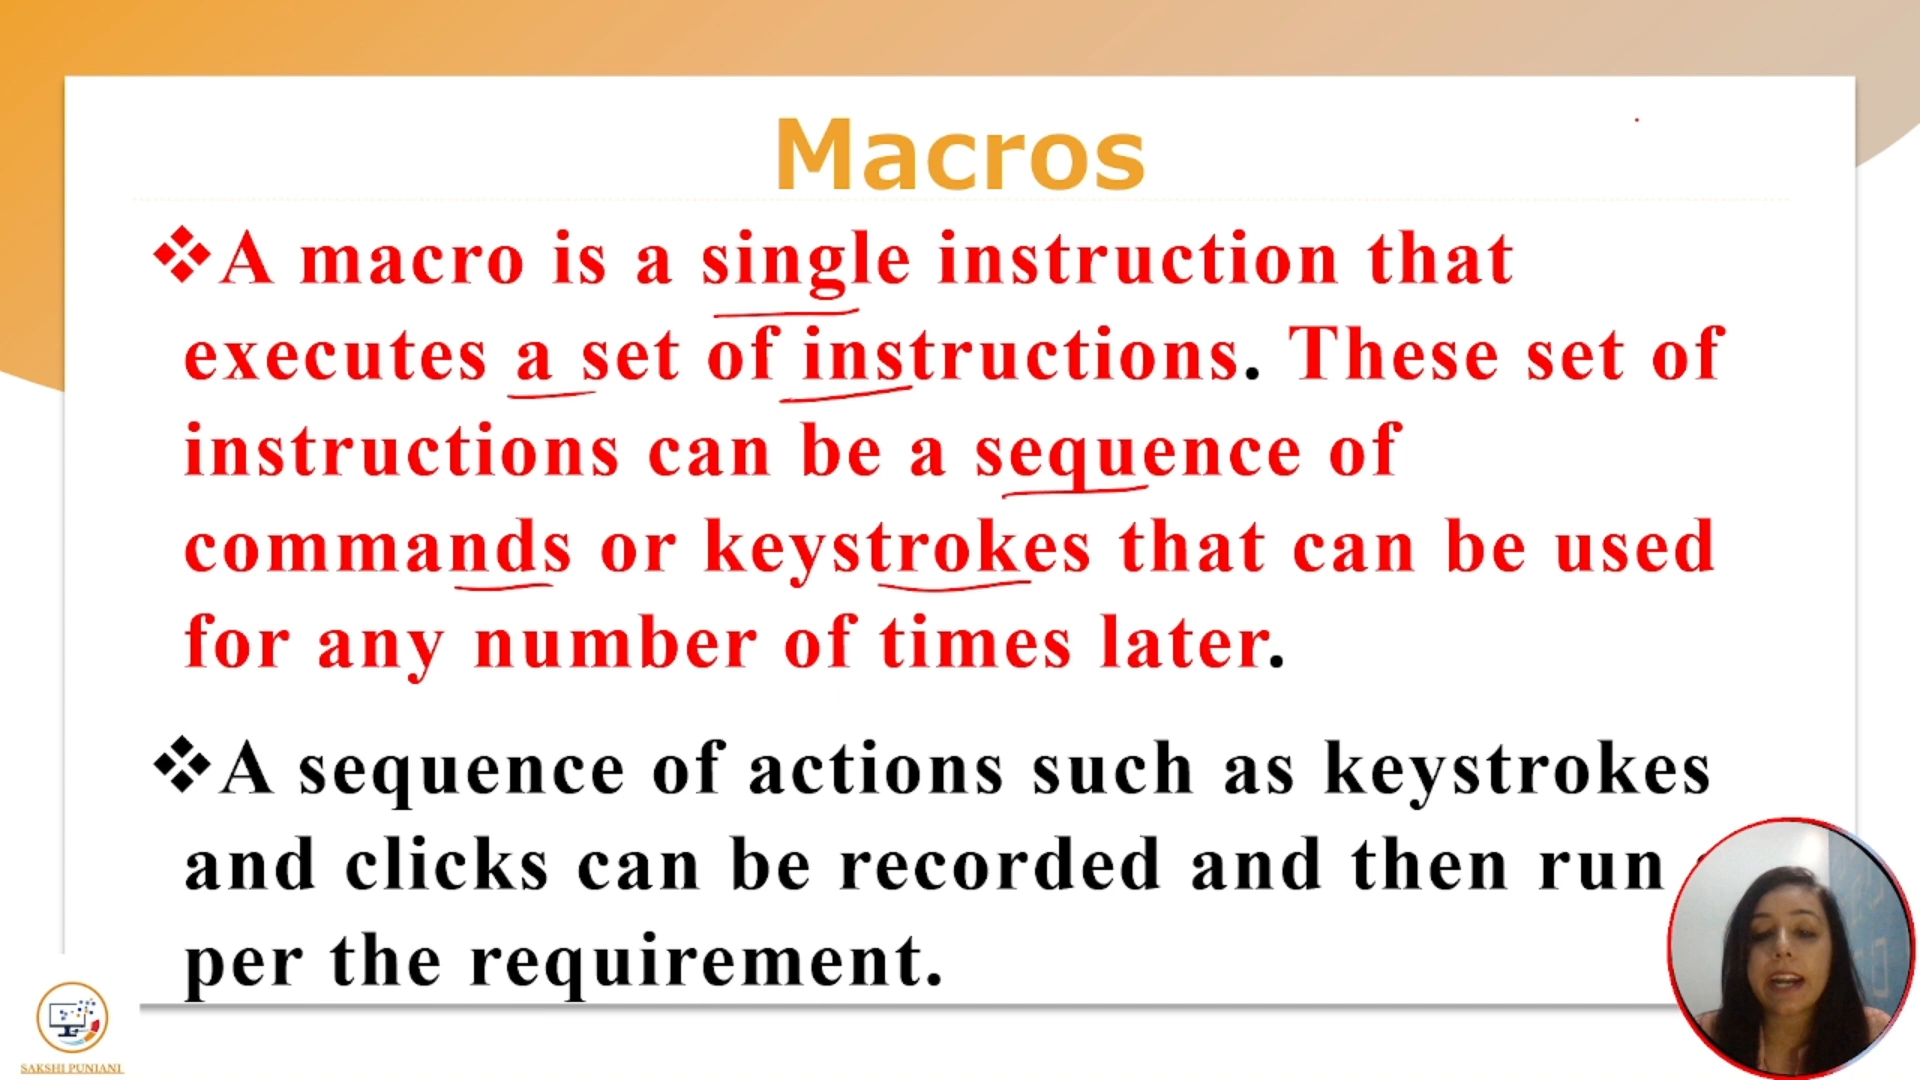 Macros
❖A macro is a single instruction that
executes a set of instructions. These set of
instructions can be a sequence of
commands or keystrokes that can be used
for any number of times later.
❖A sequence of actions such as keystrokes
and clicks can be recorded and then run
per the requirement.
SAKSHI PUNIANI